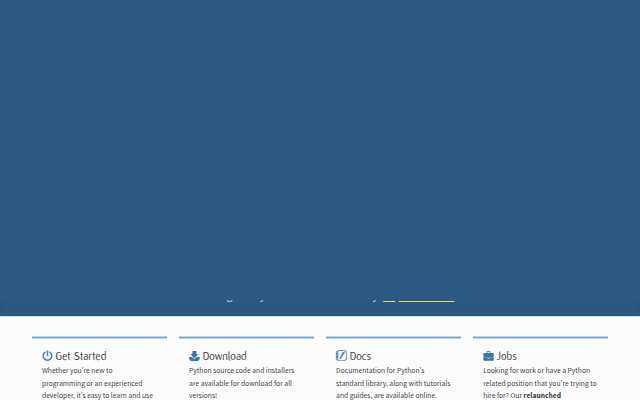 Get Started
Whether you're new to
programming or an experienced
developer, it's easy to learn and use
Download
Python source code and installers
are available for download for all
versions!
Docs
Documentation for Python's
standard library, along with tutorials
and guides, are available online.
Jobs
Looking for work or have a Python
related position that you're trying to
hire for? Our relaunched